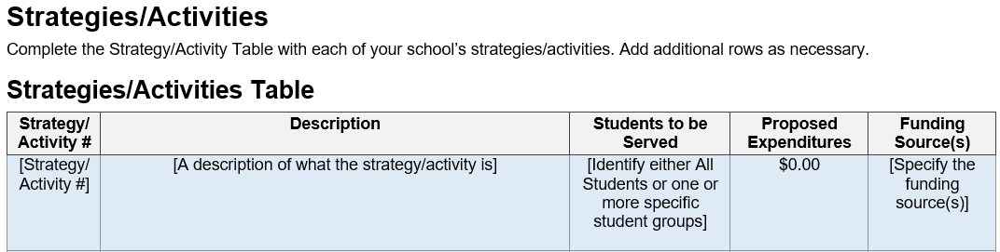 Strategies/Activities
Complete the Strategy/Activity Table with each of your school’s strategies/activities. Add additional rows as necessary.
Strategies/Activities Table
Strategy/
Activity #
Description
Students to be
Served
Proposed
Expenditures
Funding
Source(s)
[Strategy/
Activity #]
[A description of what the strategy/activity is]
[Identify either All
Students or one or
more specific
student groups]
$0.00
[Specify the
funding
source(s)]